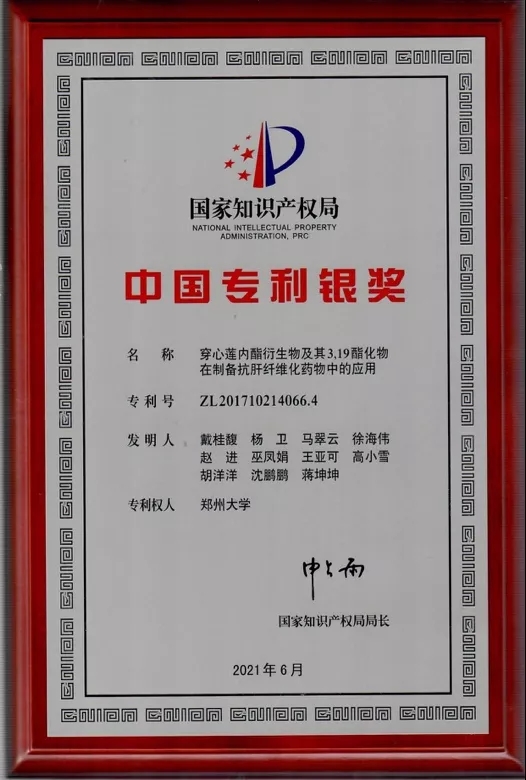 国家知识产权局
NATIONAL INTELLECTUAL PROPERTY
ADMINISTRATION, PRC
中国专利银奖
名 称 穿心莲内酯衍生物及其3,19酯化物
在制备抗肝纤维化药物中的应用
专利号 ZL201710214066.4
发明人 戴桂馥 杨 卫 马翠云 徐海伟
赵 进 巫凤娟 王亚可 高小雪
胡洋洋 沈鹏鹏 蒋坤坤
专利权人 郑州大学
申长雨
国家知识产权局局长
2021年6月